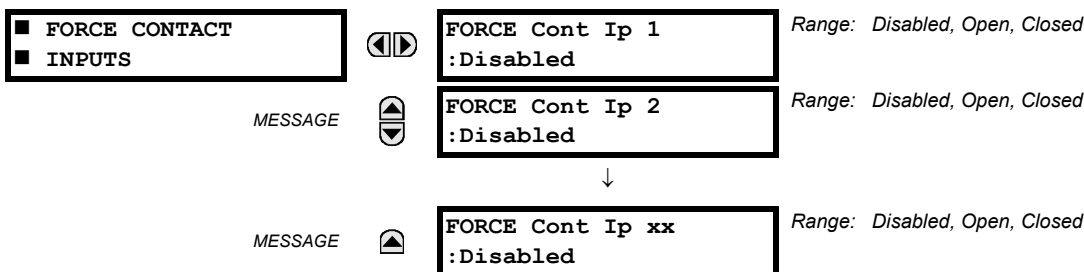 ■ FORCE CONTACT
■ INPUTS
FORCE Cont Ip 1
:Disabled
Range: Disabled, Open, Closed
MESSAGE
FORCE Cont Ip 2
:Disabled
Range: Disabled, Open, Closed
↓
MESSAGE
FORCE Cont Ip xx
:Disabled
Range: Disabled, Open, Closed